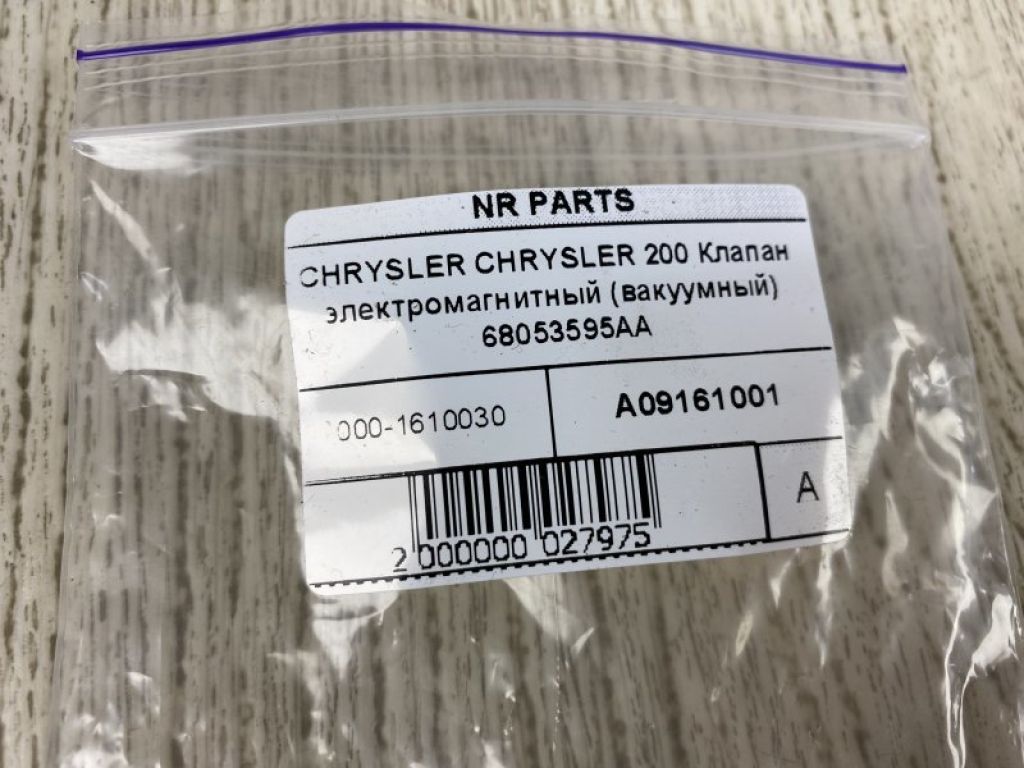 NR PARTS
CHRYSLER CHRYSLER 200 Клапан
электромагнитный (вакуумный)
68053595AA
000-1610030
A09161001
A
2 000000 027975